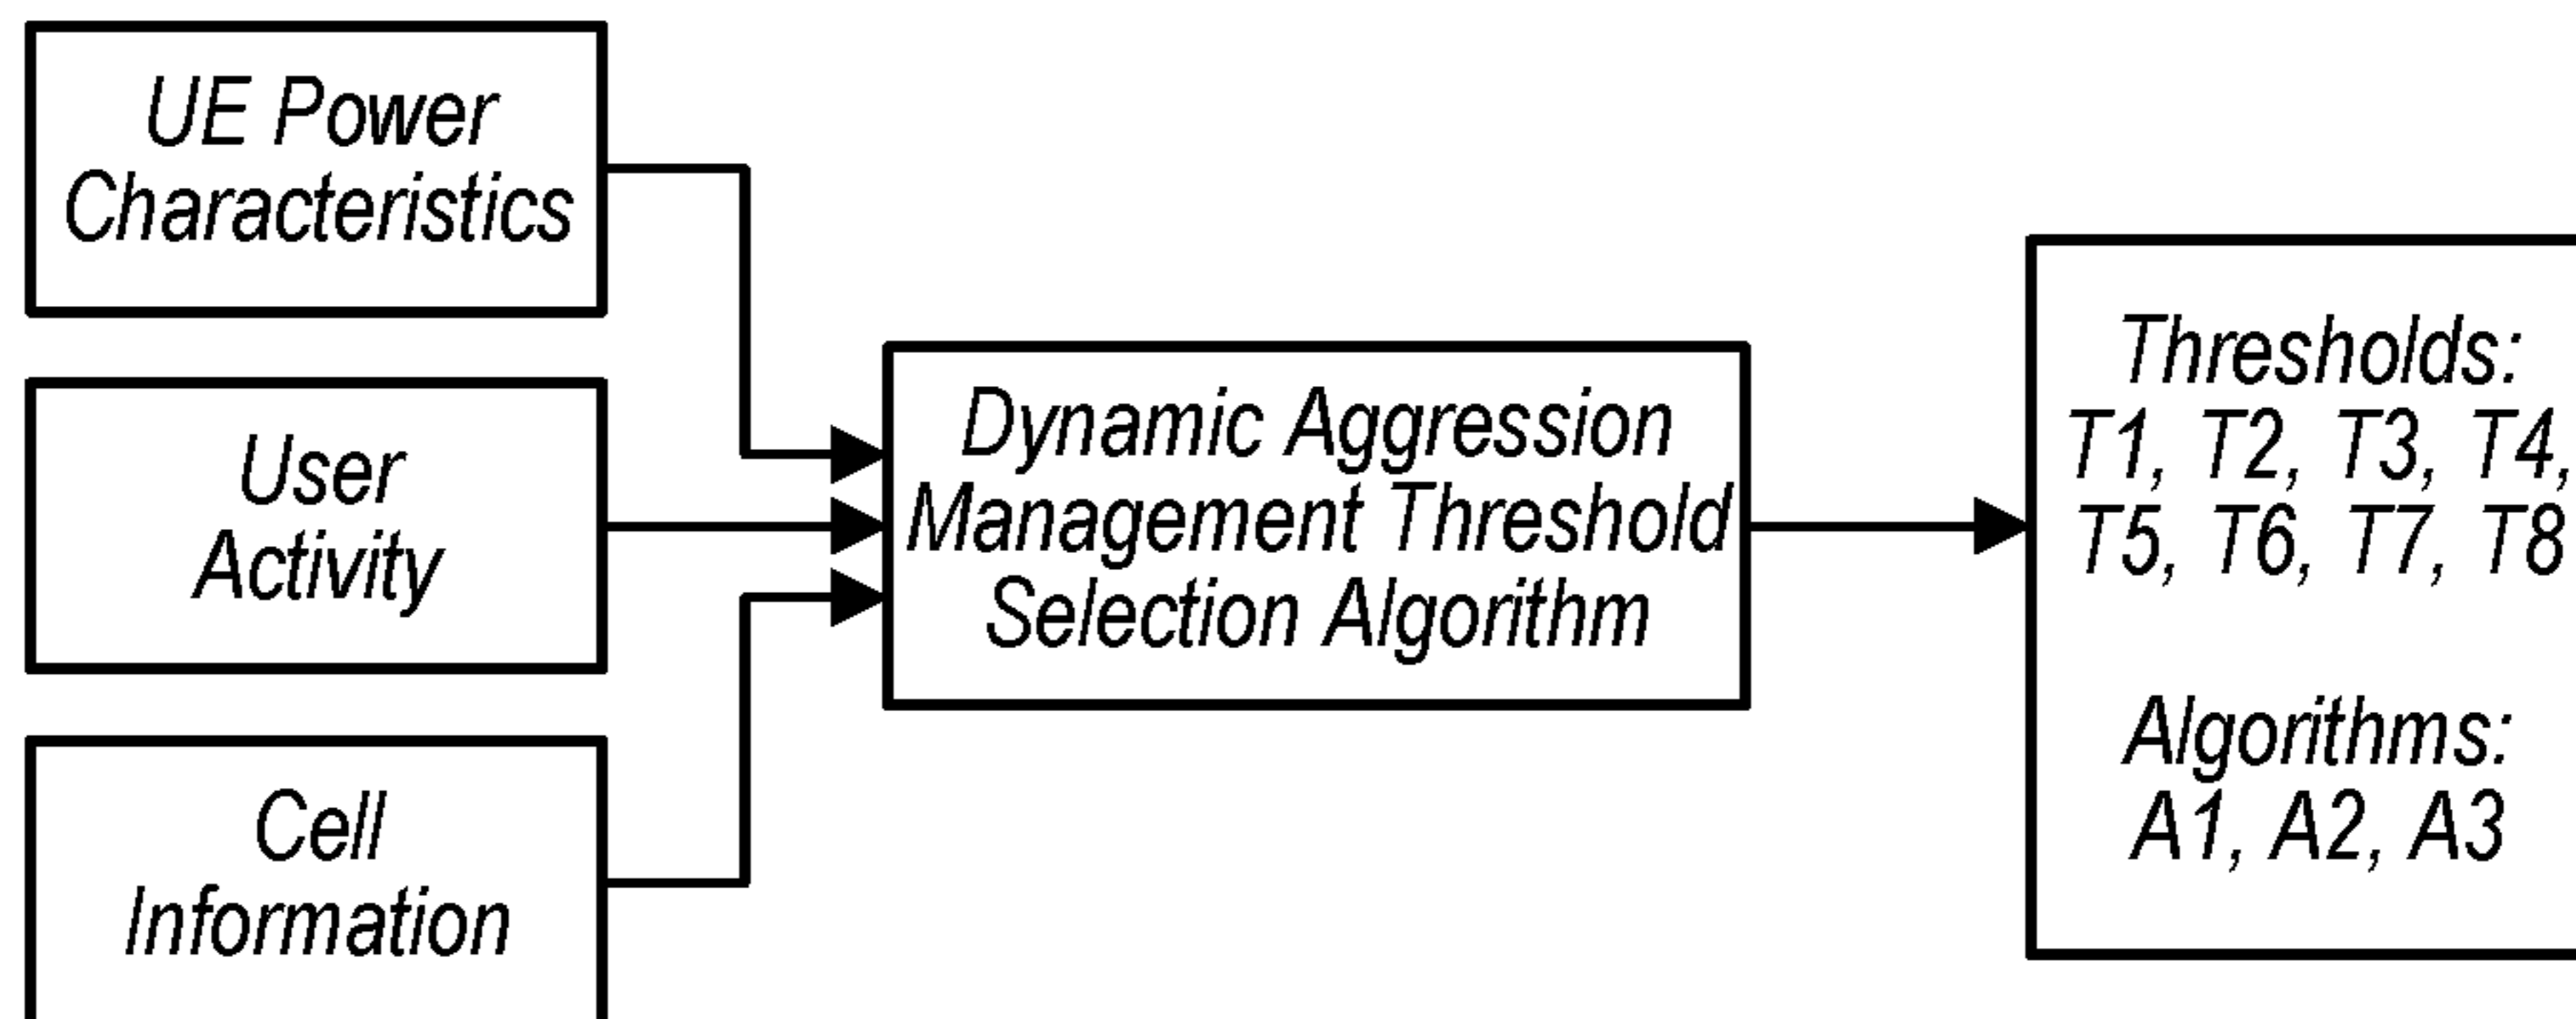 UE Power
Characteristics
User
Activity
Cell
Information
Dynamic Aggression
Management Threshold
Selection Algorithm
Thresholds:
T1, T2, T3, T4,
T5, T6, T7, T8
Algorithms:
A1, A2, A3